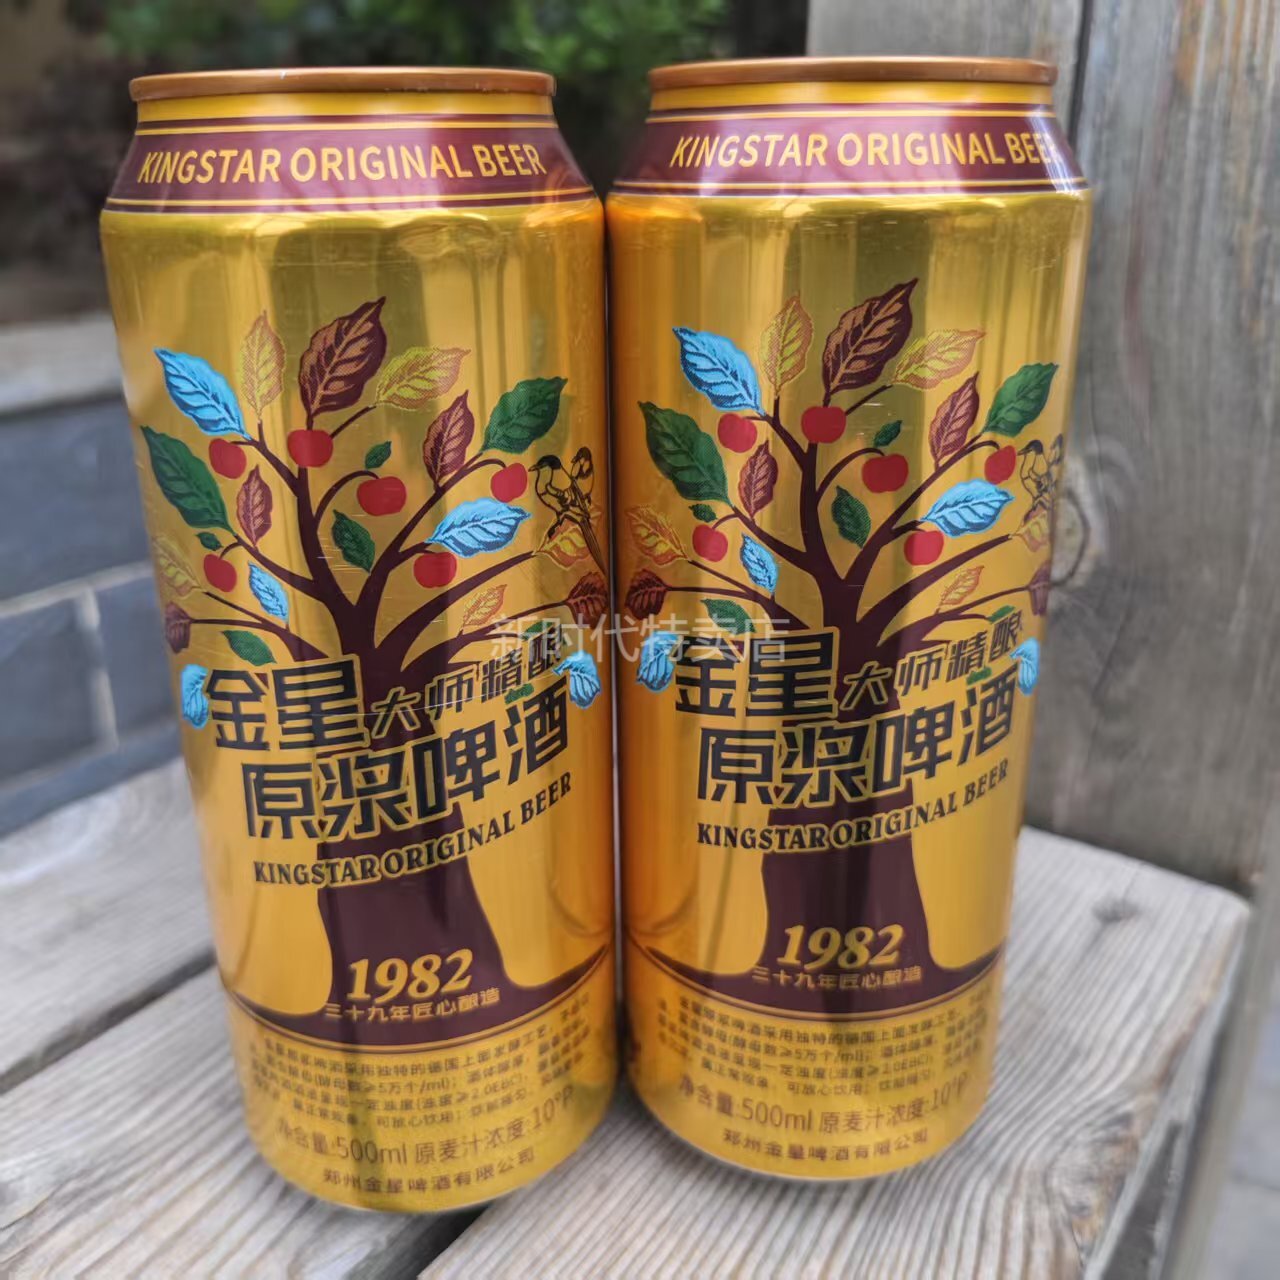 KINGSTAR ORIGINAL BEER
金星大师精酿
原浆啤酒
KINGSTAR ORIGINAL BEER
1982
三十九年匠心酿造
净含量:500ml 原麦汁浓度:10°P
郑州金星啤酒有限公司
KINGSTAR ORIGINAL BEER
金星大师精酿
原浆啤酒
KINGSTAR ORIGINAL BEER
1982
三十九年匠心酿造
净含量:500ml 原麦汁浓度:10°P
郑州金星啤酒有限公司
新时代特卖店